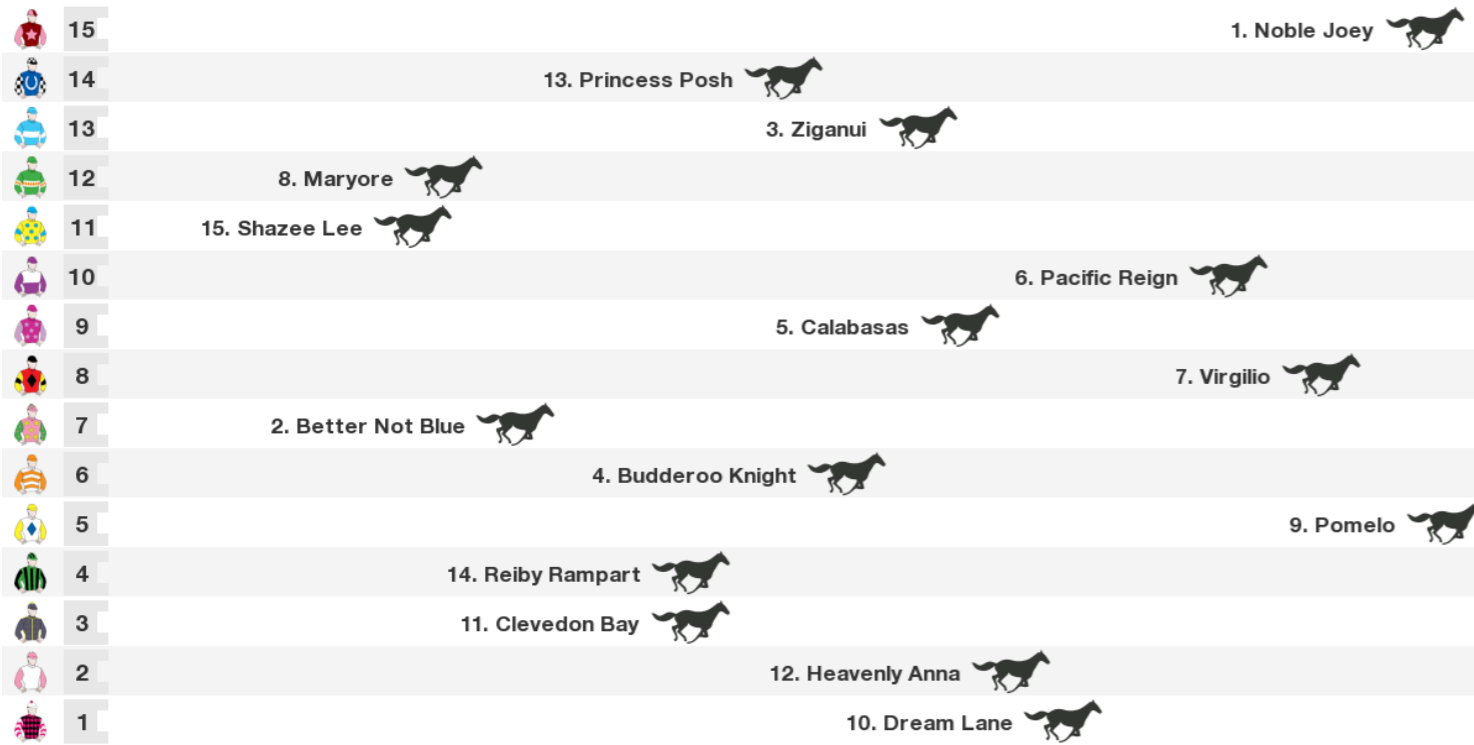 15 1. Noble Joey
14 13. Princess Posh
13 3. Ziganui
12 8. Maryore
11 15. Shazee Lee
10 6. Pacific Reign
9 5. Calabasas
8 7. Virgilio
7 2. Better Not Blue
6 4. Budderoo Knight
5 9. Pomelo
4 14. Reiby Rampart
3 11. Clevedon Bay
2 12. Heavenly Anna
1 10. Dream Lane